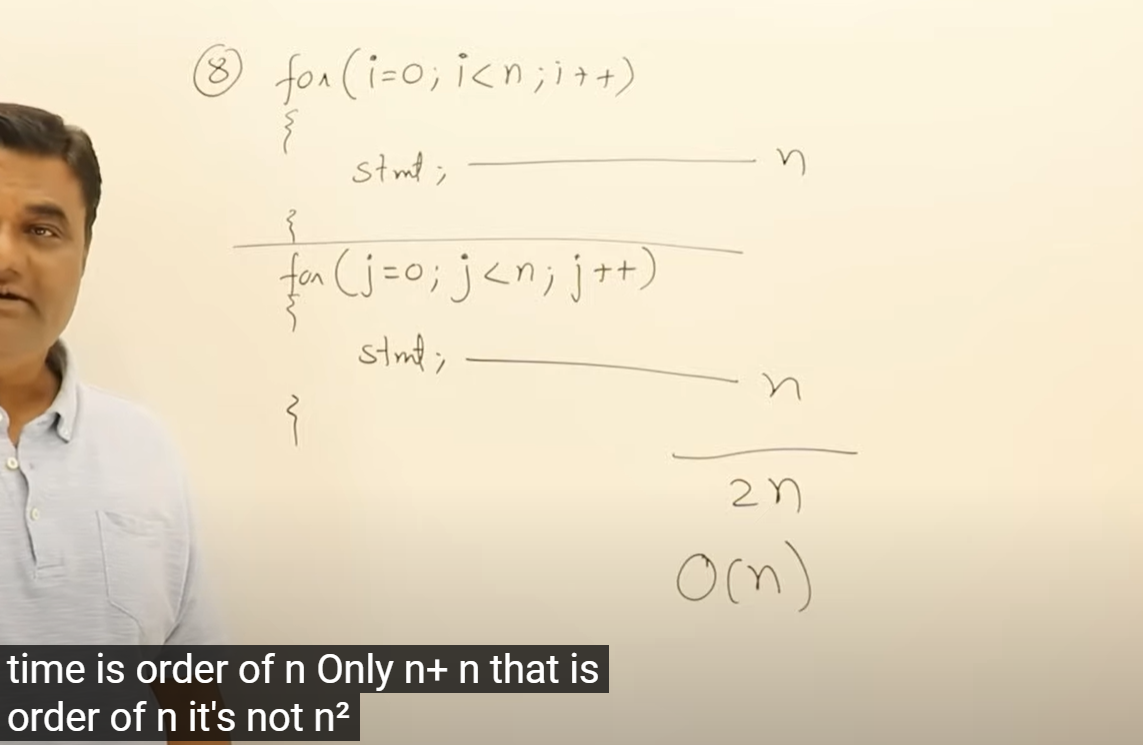 ⑧ for(i=0; i<n; i++)
{
stmt; n
}
for(j=0; j<n; j++)
{
stmt; n
}
2n
O(n)
time is order of n Only n+ n that is
order of n it's not n²